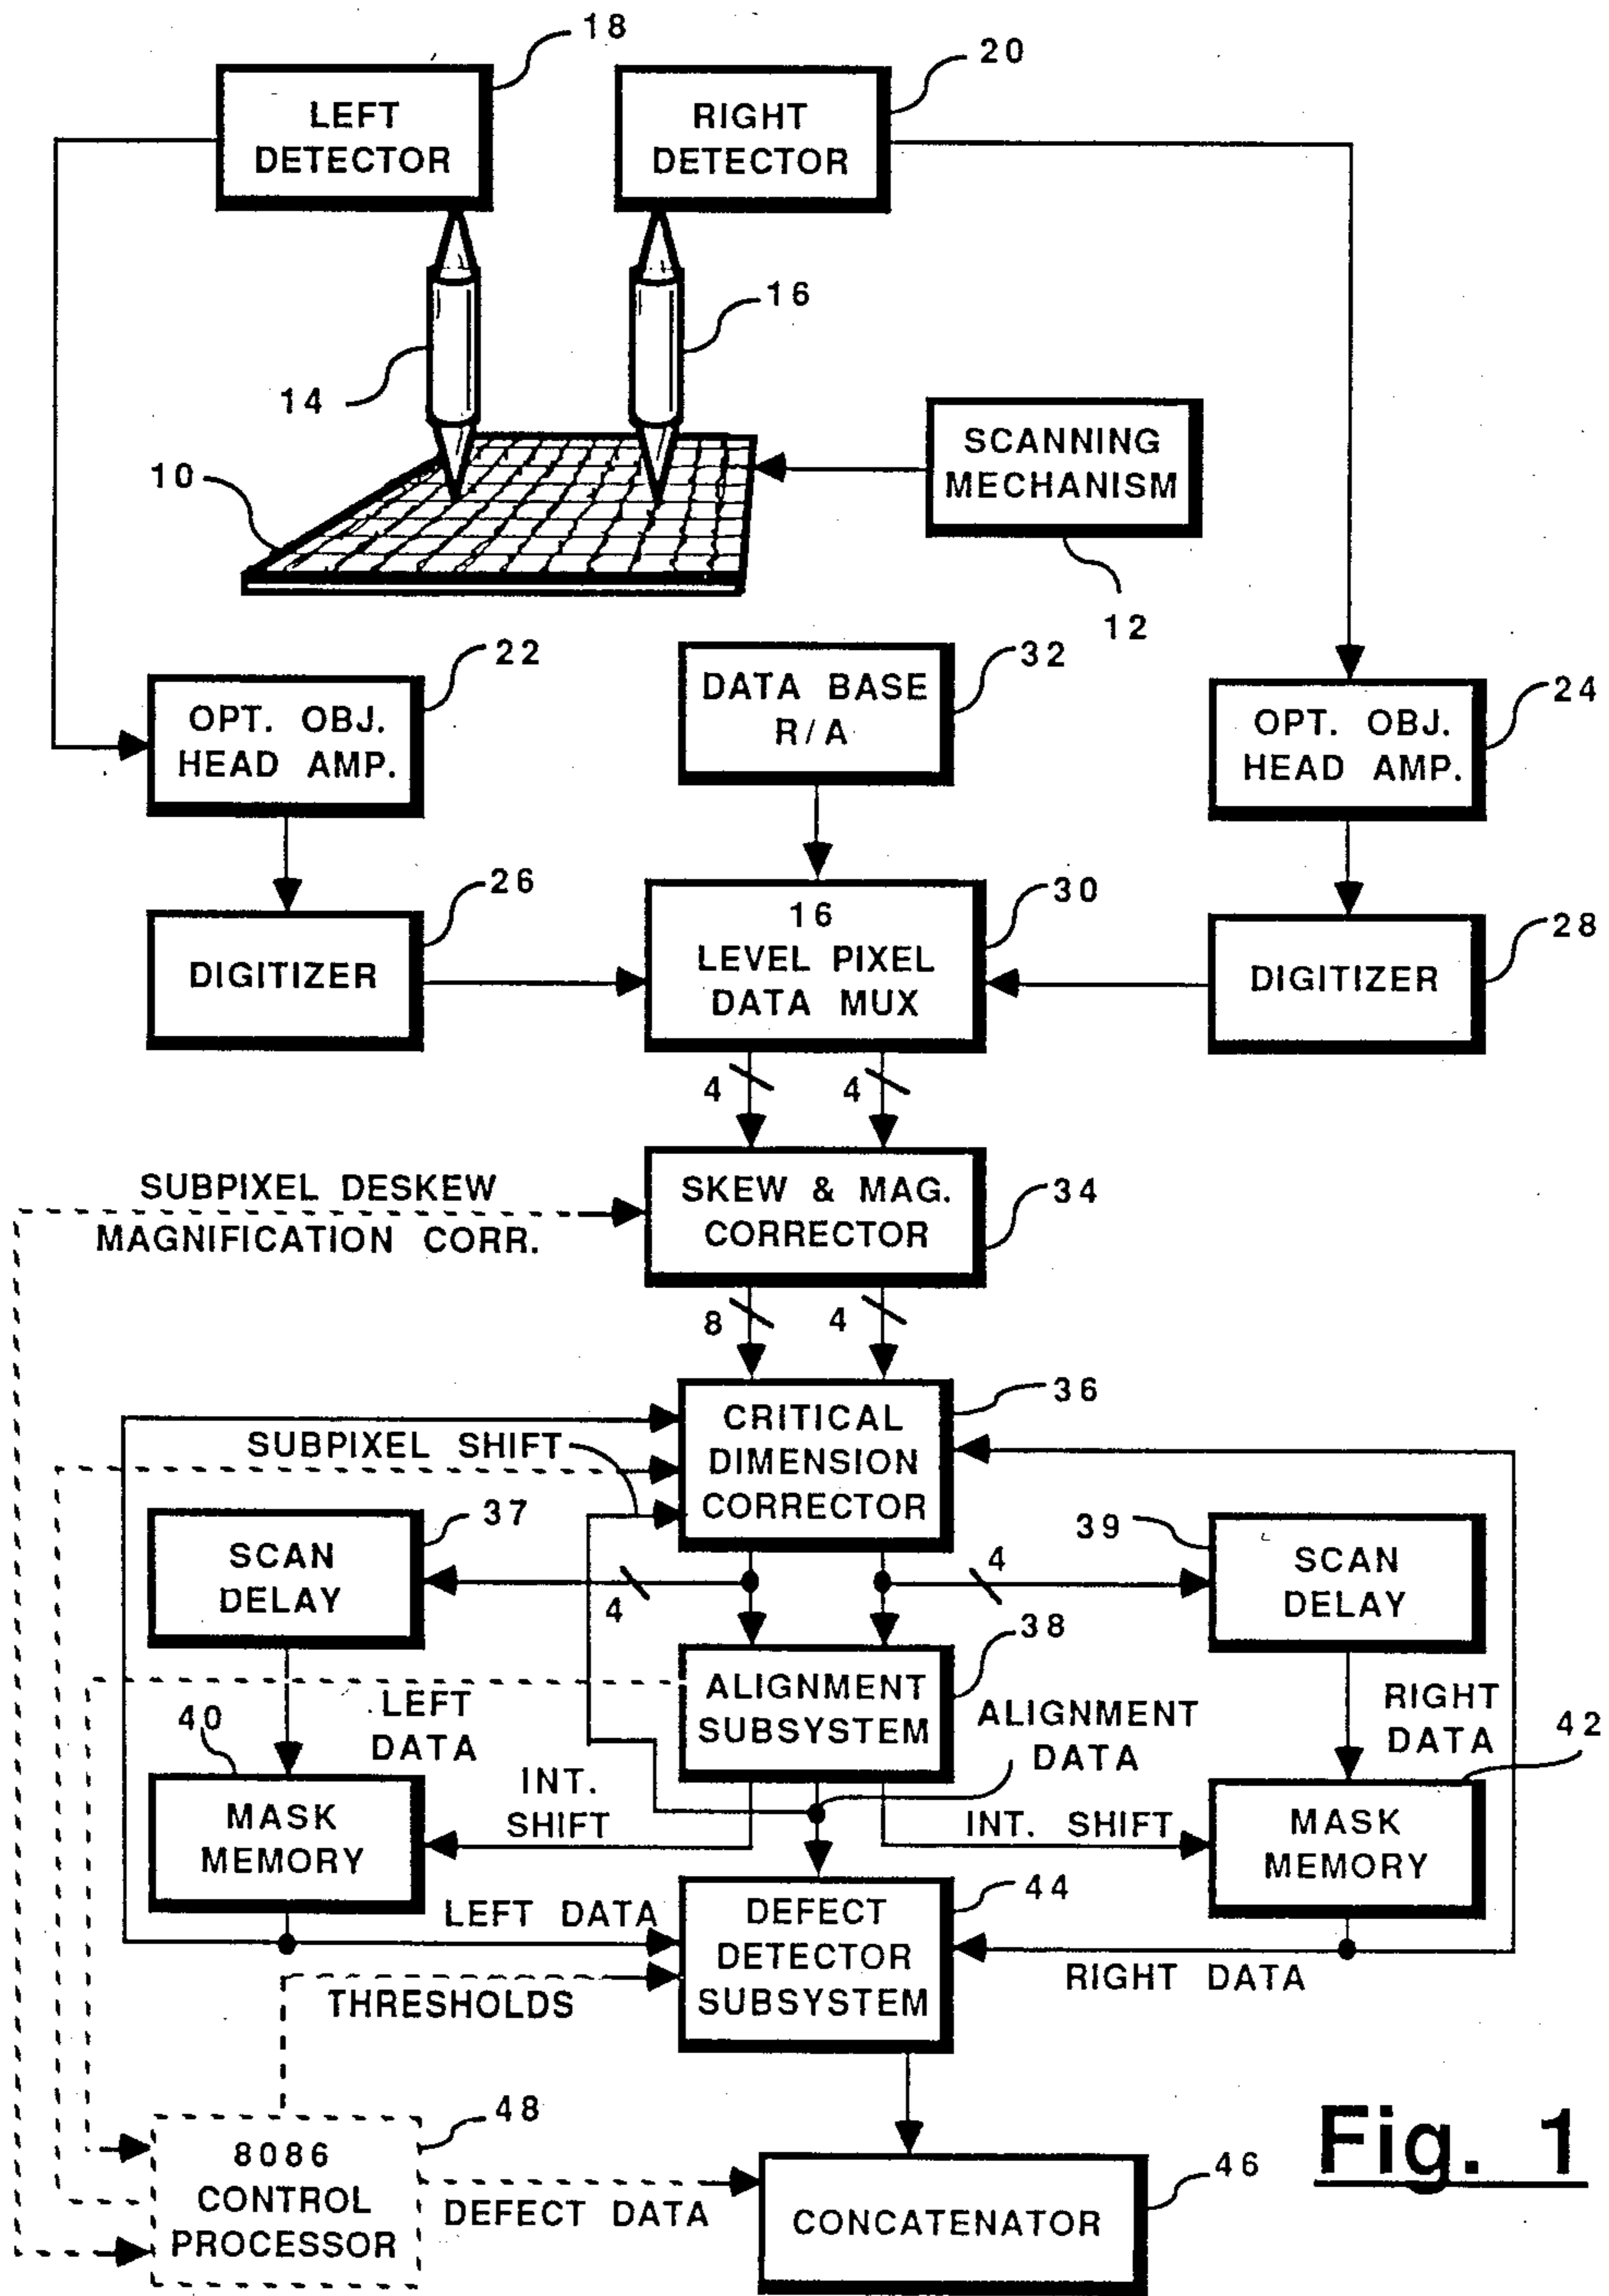 18
20
LEFT
DETECTOR
RIGHT
DETECTOR
16
14
10
SCANNING
MECHANISM
12
22
32
24
OPT. OBJ.
HEAD AMP.
DATA BASE
R/A
OPT. OBJ.
HEAD AMP.
26
30
28
DIGITIZER
16
LEVEL PIXEL
DATA MUX
DIGITIZER
4
4
SUBPIXEL DESKEW
MAGNIFICATION CORR.
SKEW & MAG.
CORRECTOR
34
8
4
36
CRITICAL
DIMENSION
CORRECTOR
SUBPIXEL SHIFT
37
39
SCAN
DELAY
4
4
SCAN
DELAY
38
ALIGNMENT
SUBSYSTEM
LEFT
DATA
40
ALIGNMENT
DATA
RIGHT
DATA
42
INT.
SHIFT
INT. SHIFT
MASK
MEMORY
MASK
MEMORY
44
LEFT DATA
DEFECT
DETECTOR
SUBSYSTEM
RIGHT DATA
THRESHOLDS
48
8086
CONTROL
PROCESSOR
DEFECT DATA
46
CONCATENATOR
Fig. 1